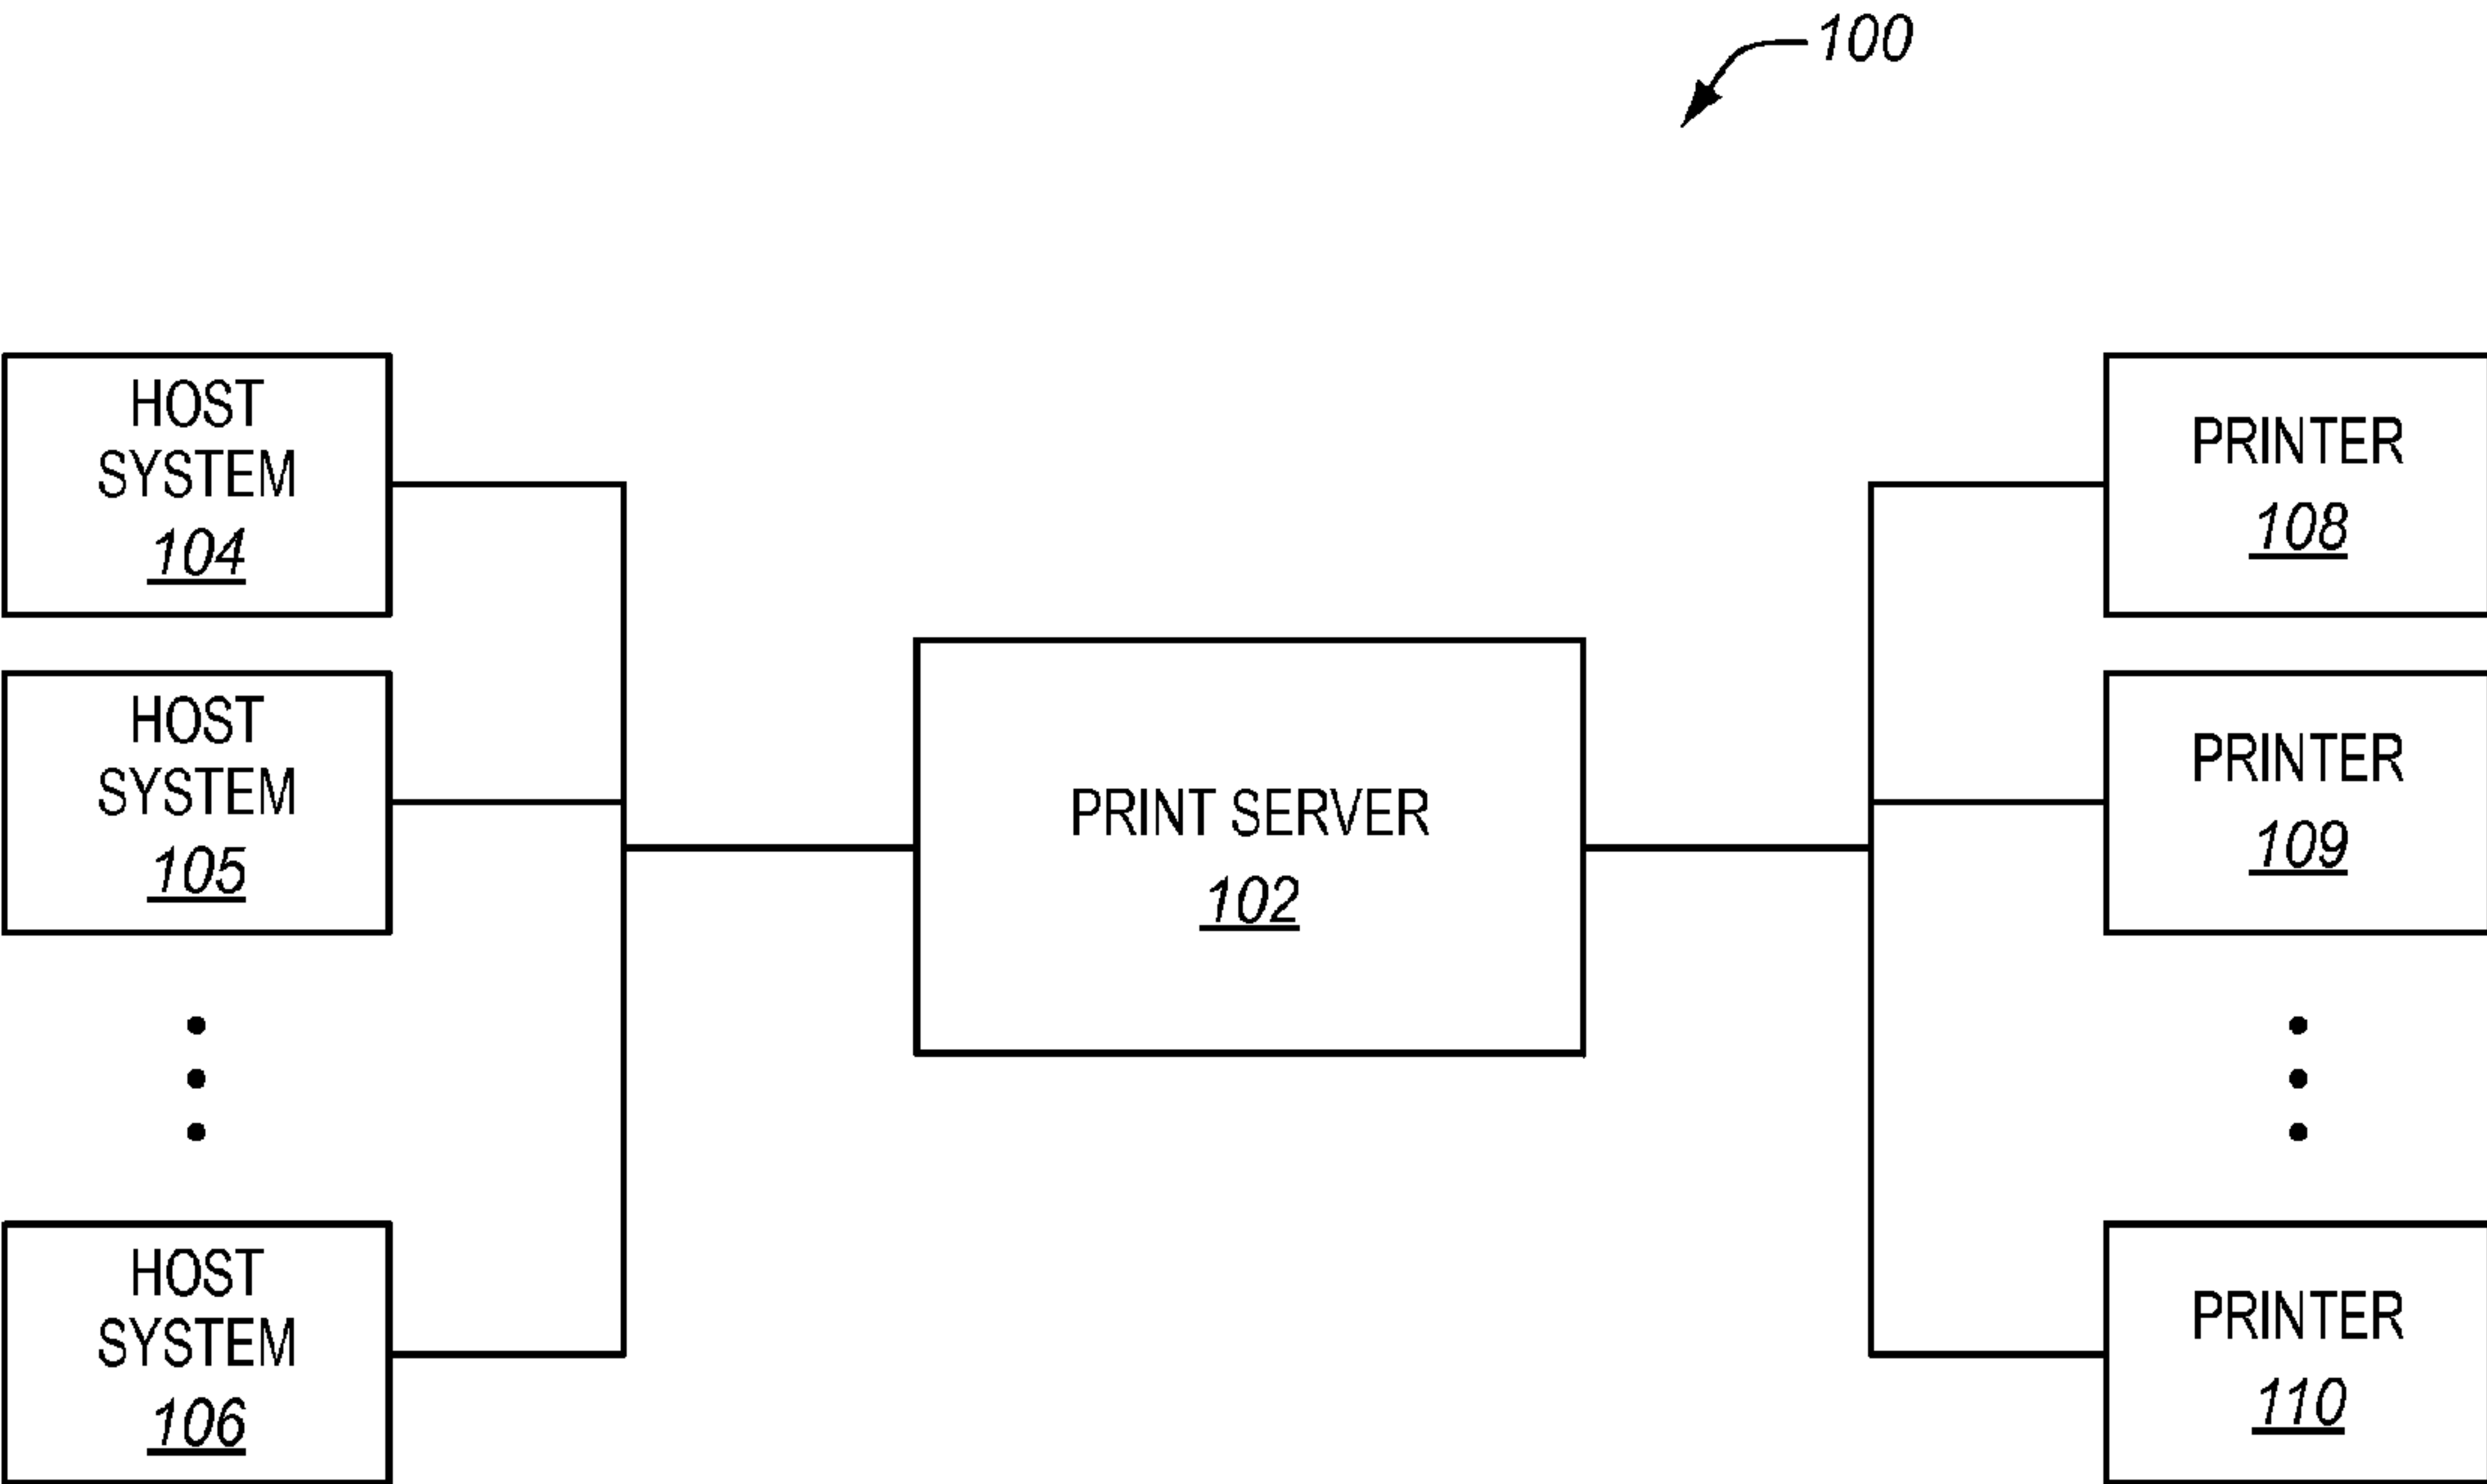 100
HOST
SYSTEM
104
HOST
SYSTEM
105
HOST
SYSTEM
106
PRINT SERVER
102
PRINTER
108
PRINTER
109
PRINTER
110